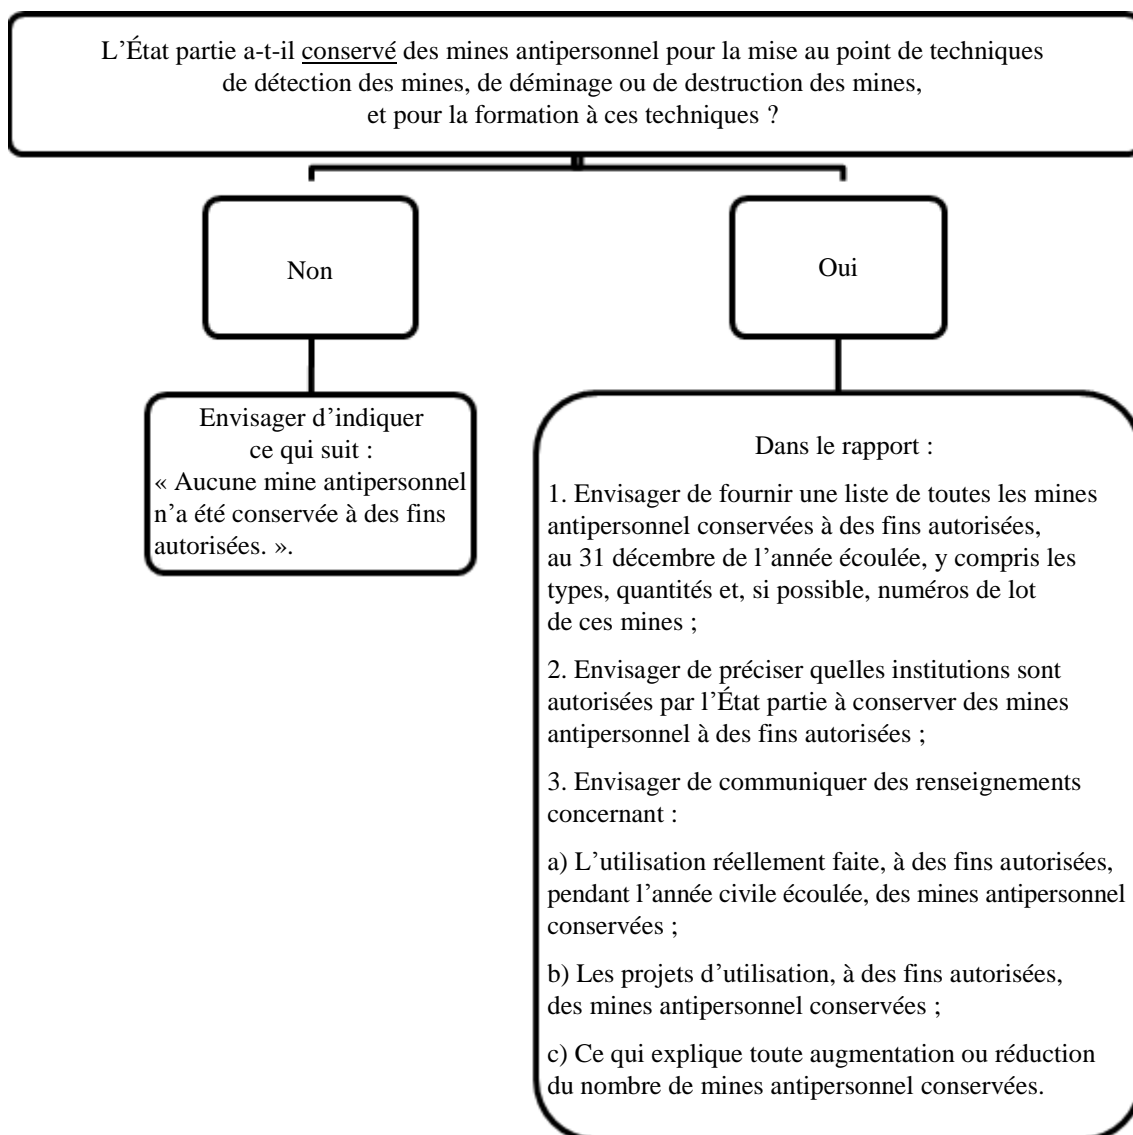 L’État partie a-t-il conservé des mines antipersonnel pour la mise au point de techniques
de détection des mines, de déminage ou de destruction des mines,
et pour la formation à ces techniques ?
Non
Oui
Envisager d’indiquer
ce qui suit :
« Aucune mine antipersonnel
n’a été conservée à des fins
autorisées. ».
Dans le rapport :
1. Envisager de fournir une liste de toutes les mines
antipersonnel conservées à des fins autorisées,
au 31 décembre de l’année écoulée, y compris les
types, quantités et, si possible, numéros de lot
de ces mines ;
2. Envisager de préciser quelles institutions sont
autorisées par l’État partie à conserver des mines
antipersonnel à des fins autorisées ;
3. Envisager de communiquer des renseignements
concernant :
a) L’utilisation réellement faite, à des fins autorisées,
pendant l’année civile écoulée, des mines antipersonnel
conservées ;
b) Les projets d’utilisation, à des fins autorisées,
des mines antipersonnel conservées ;
c) Ce qui explique toute augmentation ou réduction
du nombre de mines antipersonnel conservées.